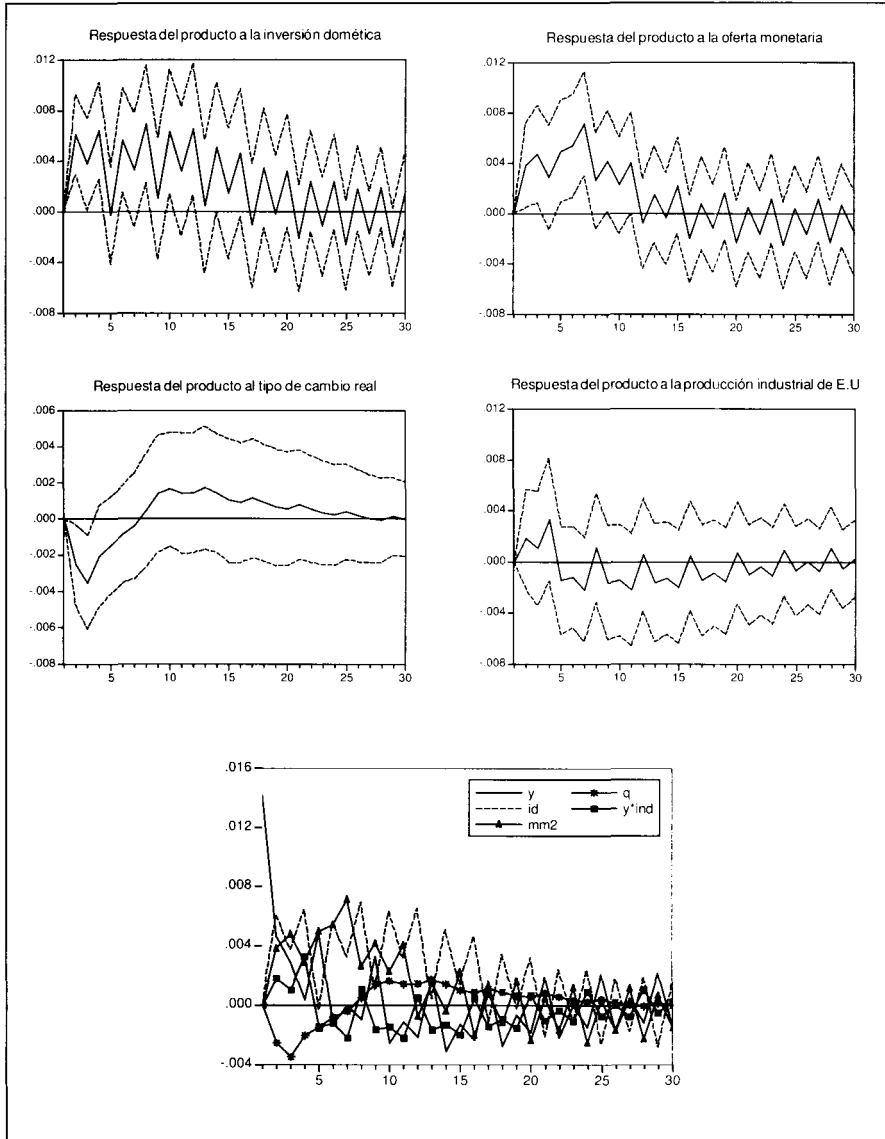 Respuesta del producto a la inversión domética
.012
.008
.004
.000
-.004
-.008
5 10 15 20 25 30
Respuesta del producto a la oferta monetaria
.012
.008
.004
.000
-.004
-.008
5 10 15 20 25 30
Respuesta del producto al tipo de cambio real
.006
.004
.002
.000
-.002
-.004
-.006
-.008
5 10 15 20 25 30
Respuesta del producto a la producción industrial de E.U
.012
.008
.004
.000
-.004
-.008
5 10 15 20 25 30
.016
.012
.008
.004
.000
-.004
5 10 15 20 25 30
y q
id y*ind
mm2